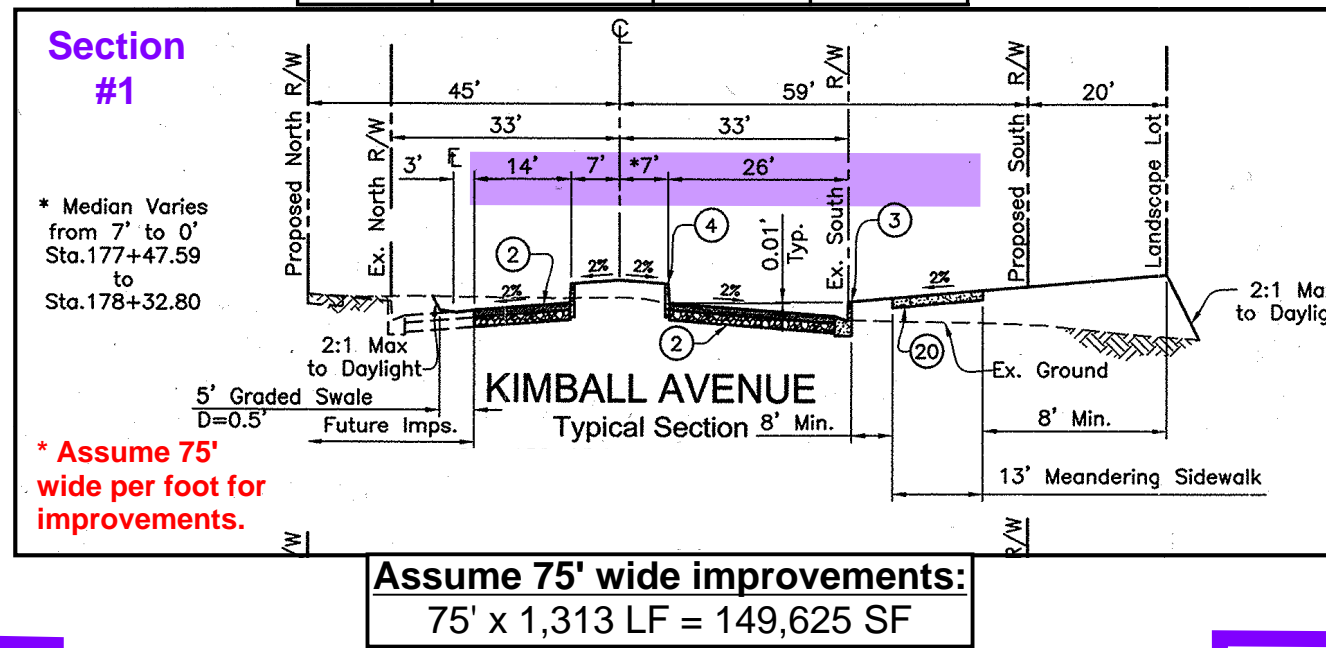 Section
#1
℄
45'
59'
20'
33'
33'
3'
FL
14'
7'
*7'
26'
Proposed North R/W
Ex. North R/W
Ex. South R/W
Proposed South R/W
Landscape Lot
* Median Varies
from 7' to 0'
Sta.177+47.59
to
Sta.178+32.80
2
4
3
0.01'
Typ.
2%
2%
2%
2%
2%
2
20
2:1 Max
to Daylight
2:1 Ma
to Daylig
Ex. Ground
5' Graded Swale
D=0.5'
Future Imps.
KIMBALL AVENUE
Typical Section
8' Min.
8' Min.
13' Meandering Sidewalk
* Assume 75'
wide per foot for
improvements.
/W
R/W
Assume 75' wide improvements:
75' x 1,313 LF = 149,625 SF